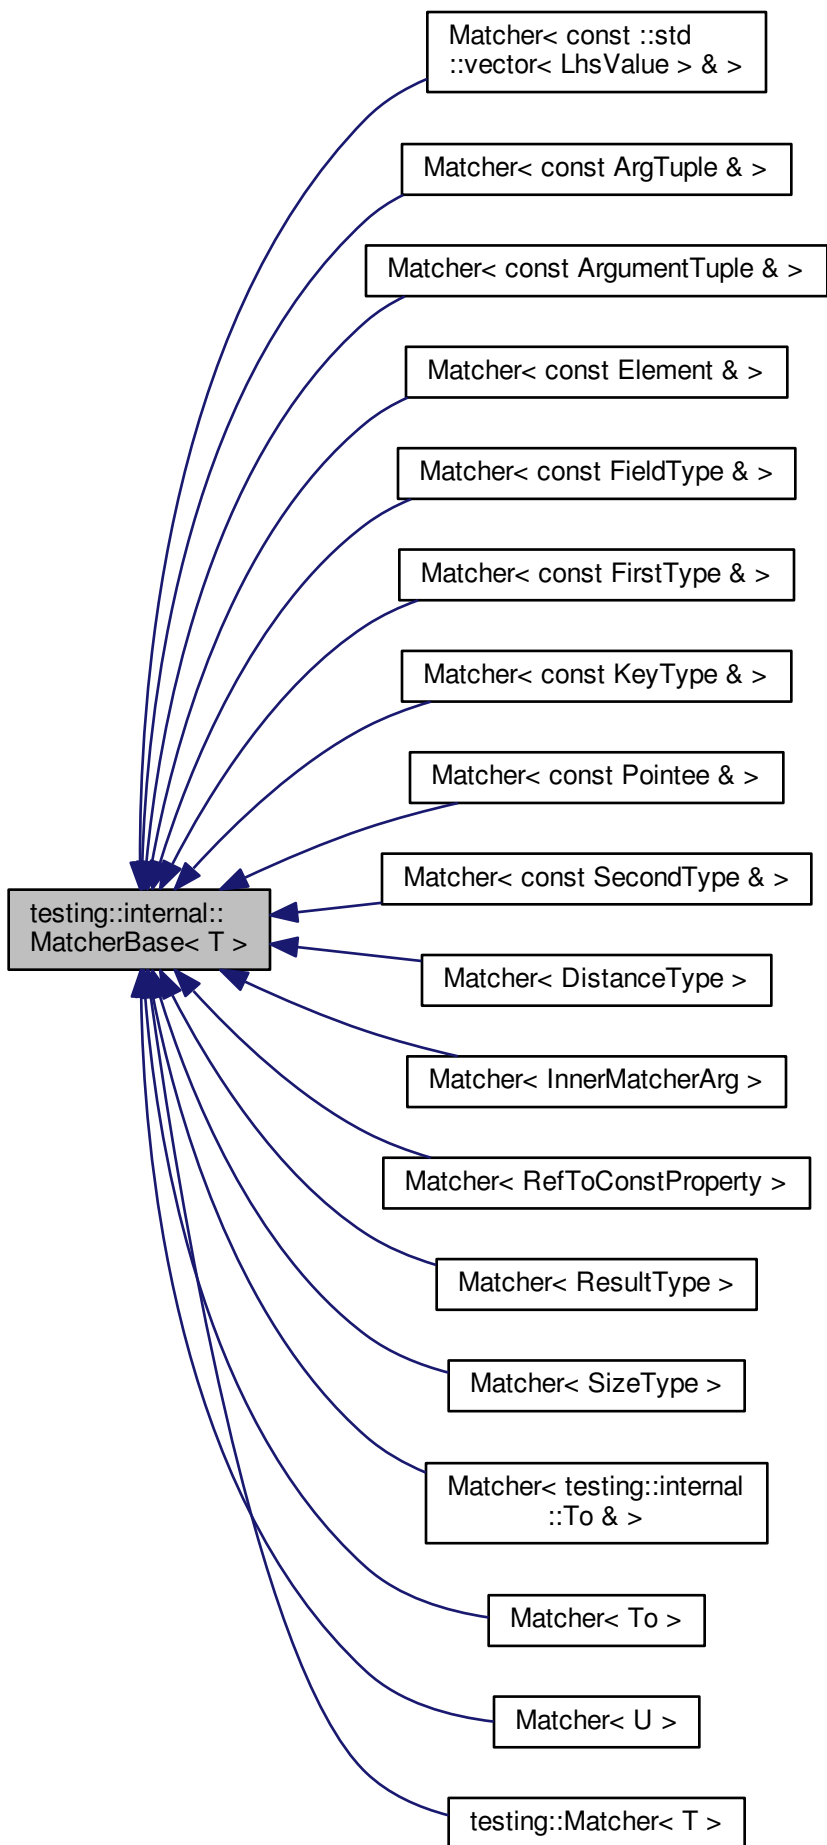 Matcher< const ::std
::vector< LhsValue > & >
Matcher< const ArgTuple & >
Matcher< const ArgumentTuple & >
Matcher< const Element & >
Matcher< const FieldType & >
Matcher< const FirstType & >
Matcher< const KeyType & >
Matcher< const Pointee & >
Matcher< const SecondType & >
testing::internal::
MatcherBase< T >
Matcher< DistanceType >
Matcher< InnerMatcherArg >
Matcher< RefToConstProperty >
Matcher< ResultType >
Matcher< SizeType >
Matcher< testing::internal
::To & >
Matcher< To >
Matcher< U >
testing::Matcher< T >